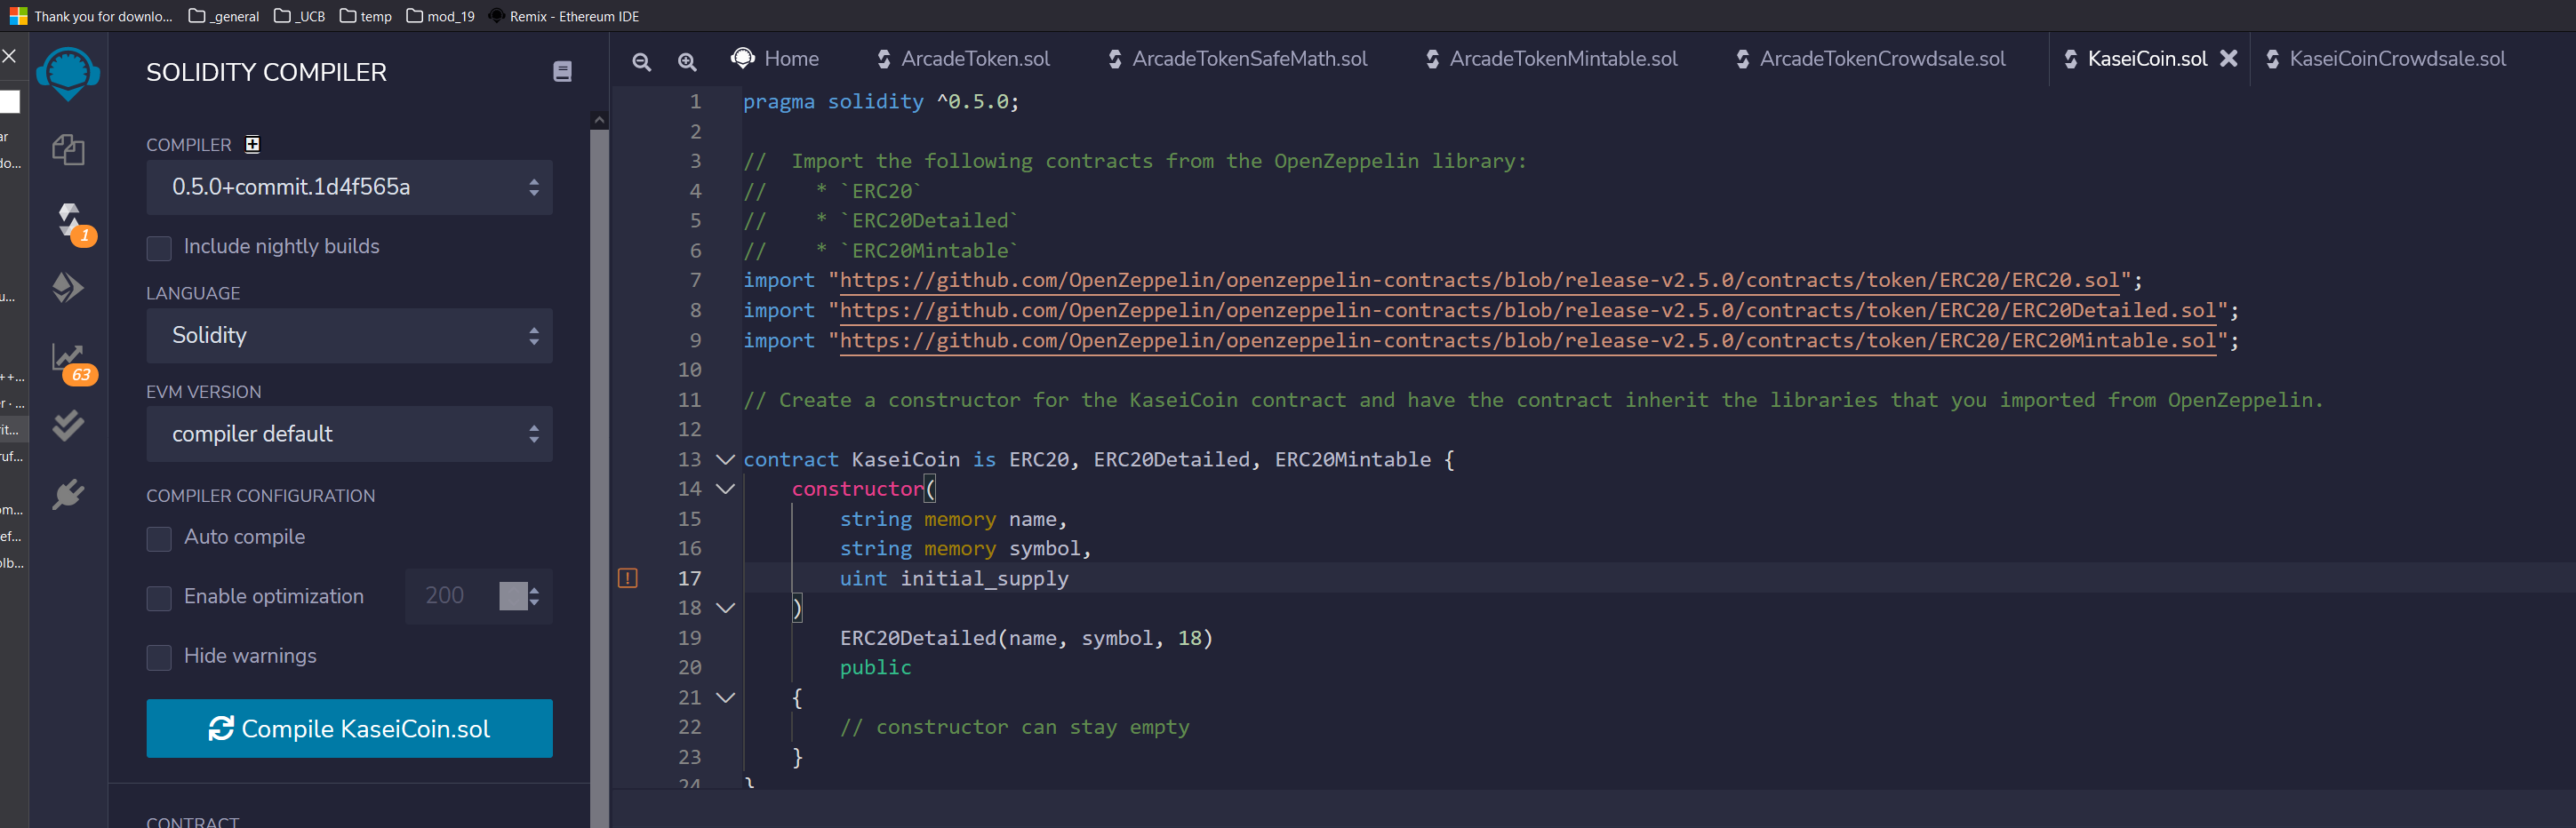 Thank you for downlo... _general _UCB temp mod_19 Remix - Ethereum IDE
SOLIDITY COMPILER
COMPILER
0.5.0+commit.1d4f565a
Include nightly builds
LANGUAGE
Solidity
EVM VERSION
compiler default
COMPILER CONFIGURATION
Auto compile
Enable optimization 200
Hide warnings
Compile KaseiCoin.sol
CONTRACT
1
63
ar
do...
u...
++...
r · ...
rit...
ruf...
om...
ef...
olb...
Home ArcadeToken.sol ArcadeTokenSafeMath.sol ArcadeTokenMintable.sol ArcadeTokenCrowdsale.sol KaseiCoin.sol KaseiCoinCrowdsale.sol
1 pragma solidity ^0.5.0;
2
3 //  Import the following contracts from the OpenZeppelin library:
4 //    * `ERC20`
5 //    * `ERC20Detailed`
6 //    * `ERC20Mintable`
7 import "https://github.com/OpenZeppelin/openzeppelin-contracts/blob/release-v2.5.0/contracts/token/ERC20/ERC20.sol";
8 import "https://github.com/OpenZeppelin/openzeppelin-contracts/blob/release-v2.5.0/contracts/token/ERC20/ERC20Detailed.sol";
9 import "https://github.com/OpenZeppelin/openzeppelin-contracts/blob/release-v2.5.0/contracts/token/ERC20/ERC20Mintable.sol";
10
11 // Create a constructor for the KaseiCoin contract and have the contract inherit the libraries that you imported from OpenZeppelin.
12
13 contract KaseiCoin is ERC20, ERC20Detailed, ERC20Mintable {
14     constructor(
15         string memory name,
16         string memory symbol,
17         uint initial_supply
18     )
19         ERC20Detailed(name, symbol, 18)
20         public
21     {
22         // constructor can stay empty
23     }
24 }